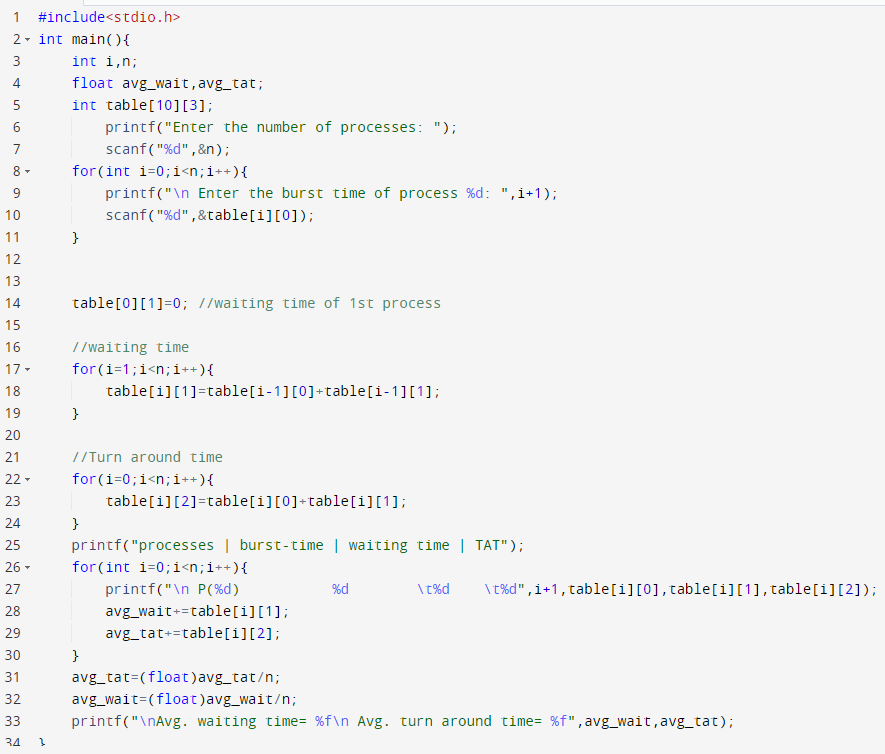 1 #include<stdio.h>
2 int main(){
3     int i,n;
4     float avg_wait,avg_tat;
5     int table[10][3];
6         printf("Enter the number of processes: ");
7         scanf("%d",&n);
8     for(int i=0;i<n;i++){
9         printf("\n Enter the burst time of process %d: ",i+1);
10         scanf("%d",&table[i][0]);
11     }
12
13
14     table[0][1]=0; //waiting time of 1st process
15
16     //waiting time
17     for(i=1;i<n;i++){
18         table[i][1]=table[i-1][0]+table[i-1][1];
19     }
20
21     //Turn around time
22     for(i=0;i<n;i++){
23         table[i][2]=table[i][0]+table[i][1];
24     }
25     printf("processes | burst-time | waiting time | TAT");
26     for(int i=0;i<n;i++){
27         printf("\n P(%d)           %d        \t%d    \t%d",i+1,table[i][0],table[i][1],table[i][2]);
28         avg_wait+=table[i][1];
29         avg_tat+=table[i][2];
30     }
31     avg_tat=(float)avg_tat/n;
32     avg_wait=(float)avg_wait/n;
33     printf("\nAvg. waiting time= %f\n Avg. turn around time= %f",avg_wait,avg_tat);
34 }